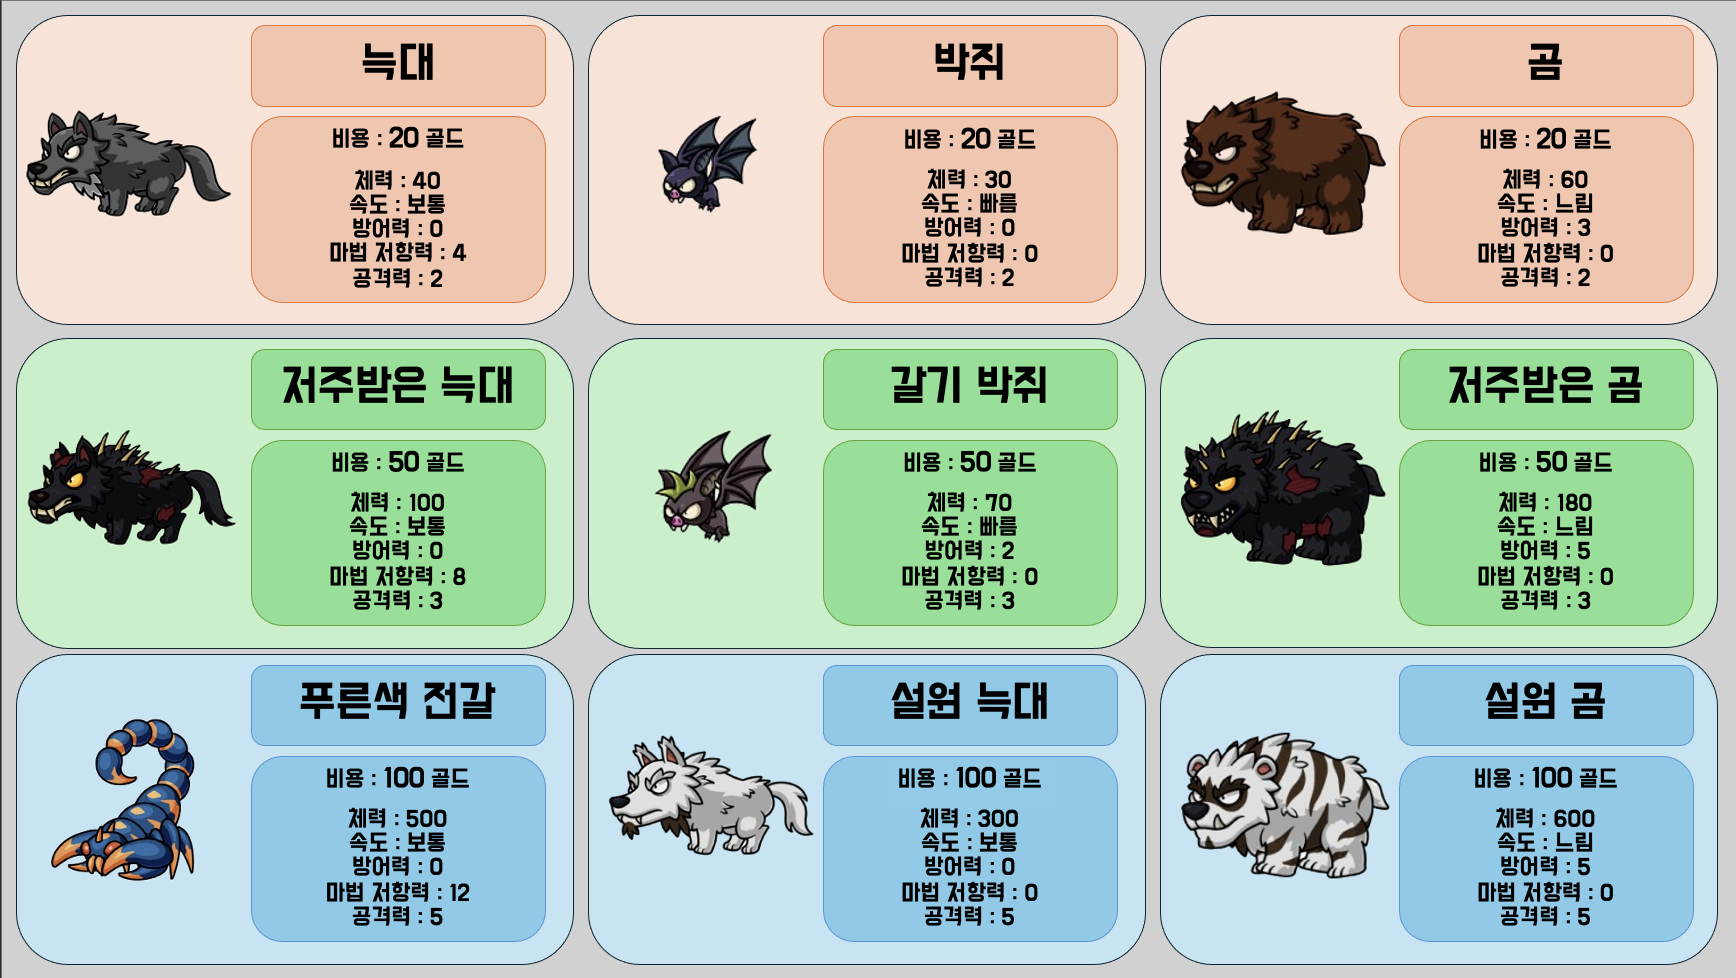 늑대
비용 : 20 골드
체력 : 40
속도 : 보통
방어력 : 0
마법 저항력 : 4
공격력 : 2
박쥐
비용 : 20 골드
체력 : 30
속도 : 빠름
방어력 : 0
마법 저항력 : 0
공격력 : 2
곰
비용 : 20 골드
체력 : 60
속도 : 느림
방어력 : 3
마법 저항력 : 0
공격력 : 2
저주받은 늑대
비용 : 50 골드
체력 : 100
속도 : 보통
방어력 : 0
마법 저항력 : 8
공격력 : 3
갈기 박쥐
비용 : 50 골드
체력 : 70
속도 : 빠름
방어력 : 2
마법 저항력 : 0
공격력 : 3
저주받은 곰
비용 : 50 골드
체력 : 180
속도 : 느림
방어력 : 5
마법 저항력 : 0
공격력 : 3
푸른색 전갈
비용 : 100 골드
체력 : 500
속도 : 보통
방어력 : 0
마법 저항력 : 12
공격력 : 5
설원 늑대
비용 : 100 골드
체력 : 300
속도 : 보통
방어력 : 0
마법 저항력 : 0
공격력 : 5
설원 곰
비용 : 100 골드
체력 : 600
속도 : 느림
방어력 : 5
마법 저항력 : 0
공격력 : 5